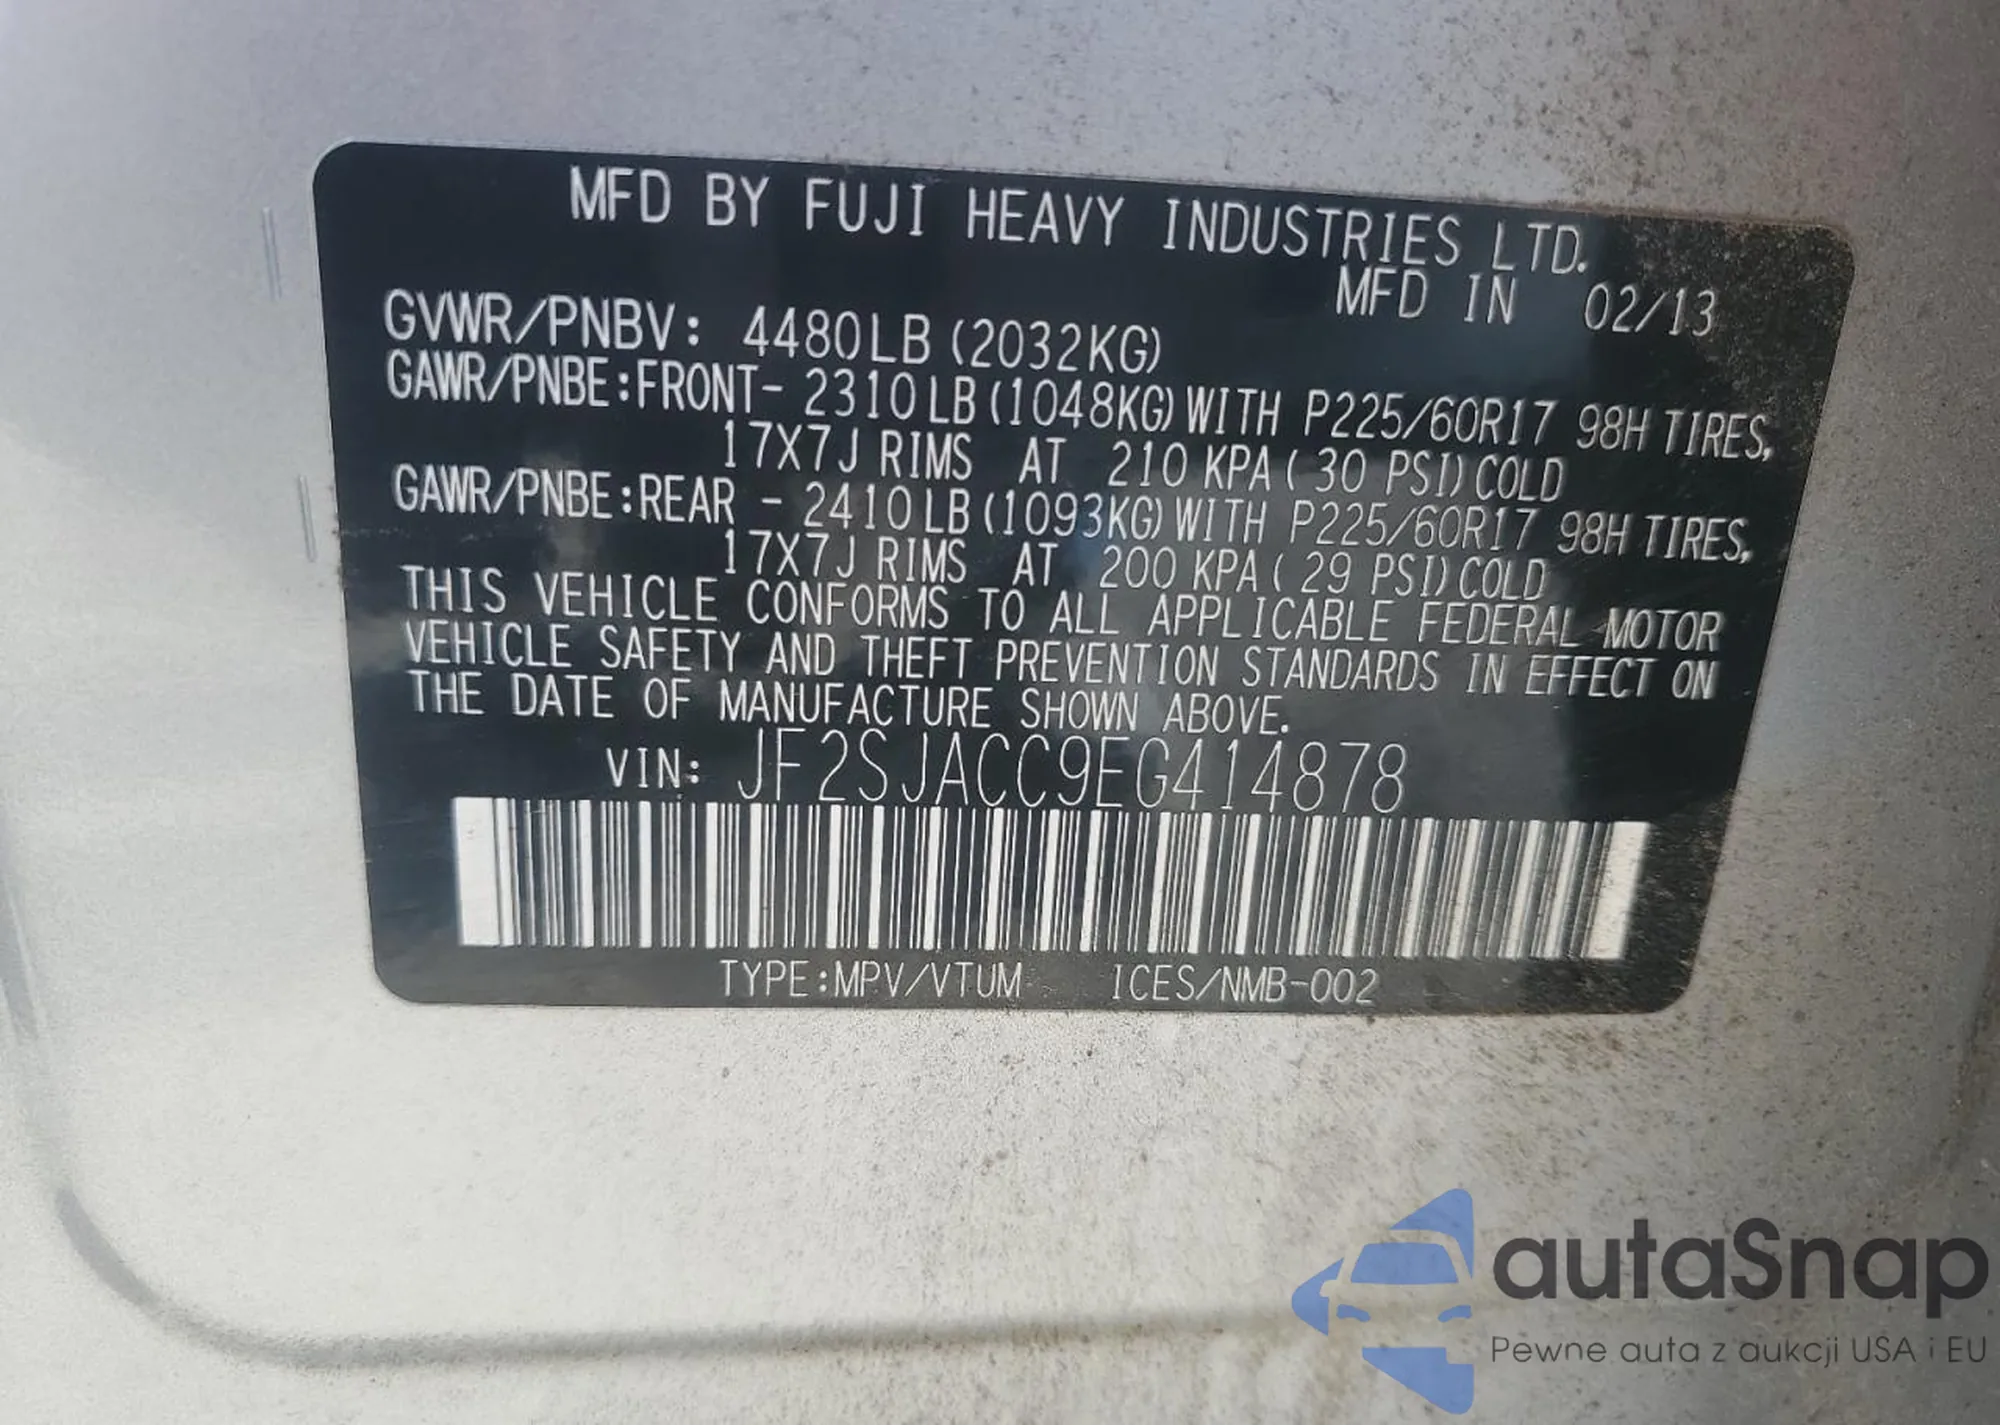 MFD BY FUJI HEAVY INDUSTRIES LTD.
MFD IN 02/13
GVWR/PNBV: 4480LB (2032KG)
GAWR/PNBE:FRONT- 2310LB(1048KG)WITH P225/60R17 98H TIRES,
17X7J RIMS AT 210 KPA( 30 PSI)COLD
GAWR/PNBE:REAR - 2410LB(1093KG)WITH P225/60R17 98H TIRES,
17X7J RIMS AT 200 KPA( 29 PSI)COLD
THIS VEHICLE CONFORMS TO ALL APPLICABLE FEDERAL MOTOR
VEHICLE SAFETY AND THEFT PREVENTION STANDARDS IN EFFECT ON
THE DATE OF MANUFACTURE SHOWN ABOVE.
VIN: JF2SJACC9EG414878
TYPE:MPV/VTUM ICES/NMB-002
autaSnap
Pewne auta z aukcji USA i EU